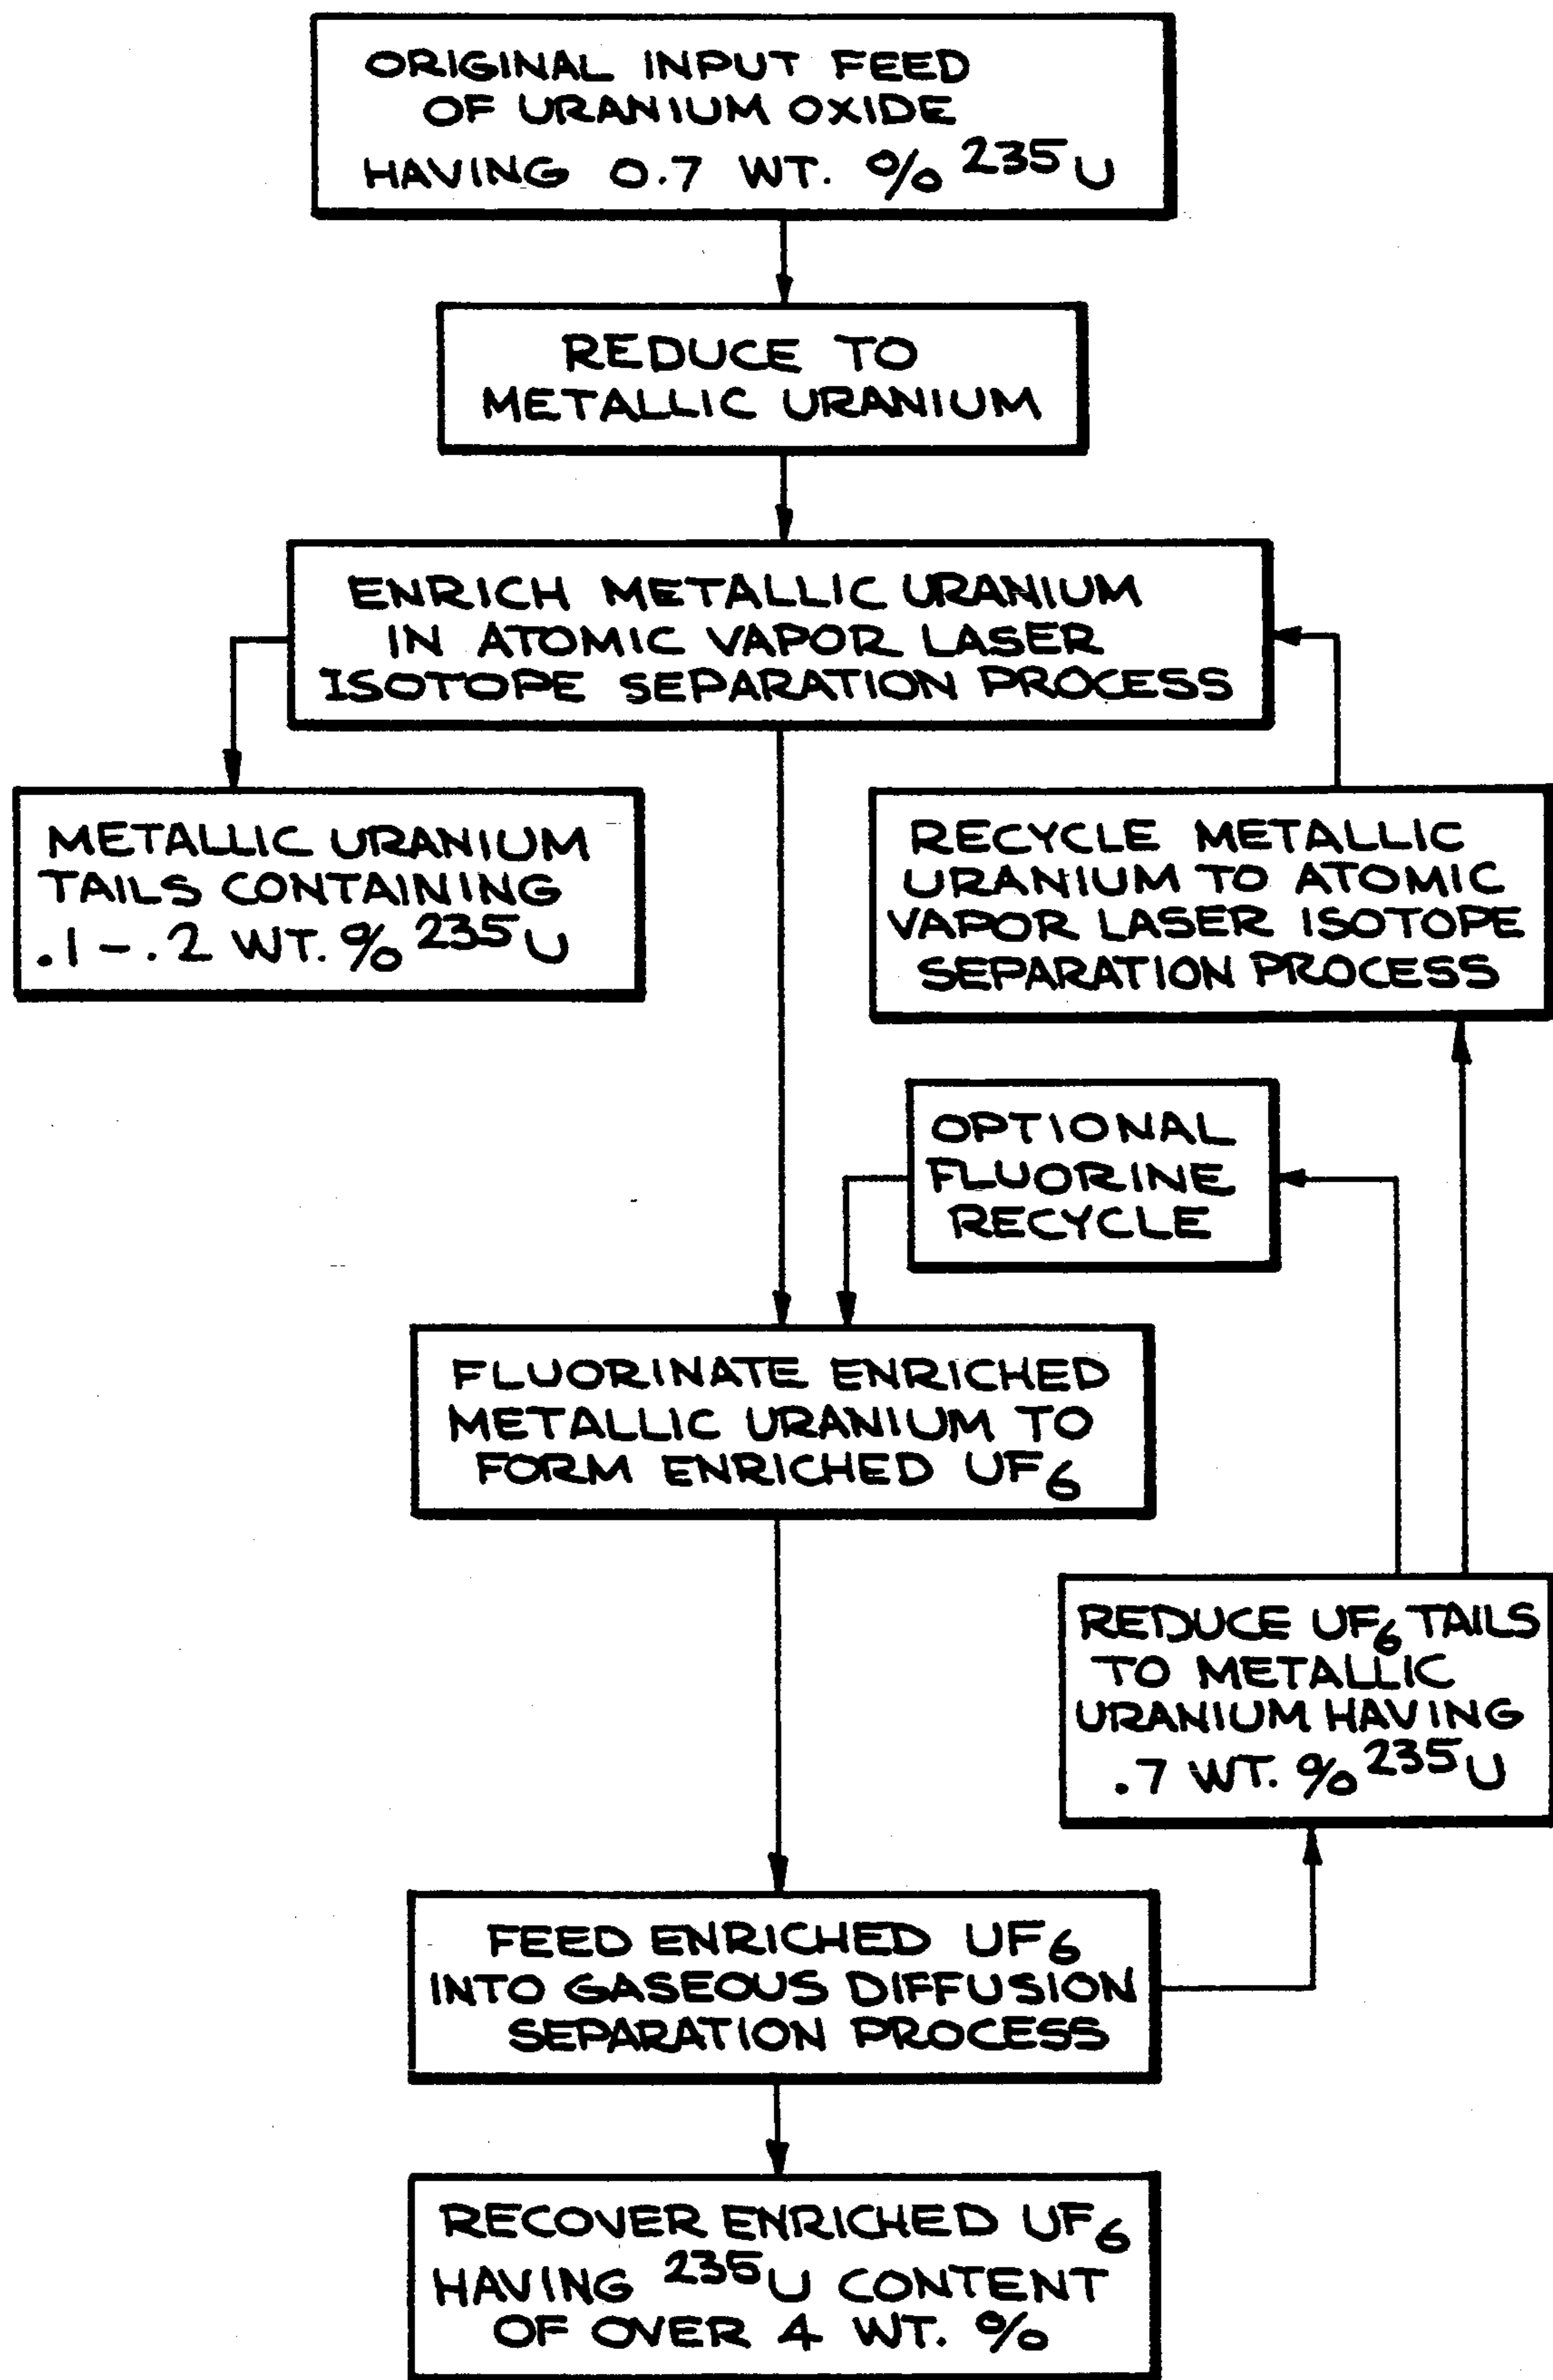 ORIGINAL INPUT FEED
OF URANIUM OXIDE
HAVING 0.7 WT. % ²³⁵U
REDUCE TO
METALLIC URANIUM
ENRICH METALLIC URANIUM
IN ATOMIC VAPOR LASER
ISOTOPE SEPARATION PROCESS
METALLIC URANIUM
TAILS CONTAINING
.1-.2 WT. % ²³⁵U
RECYCLE METALLIC
URANIUM TO ATOMIC
VAPOR LASER ISOTOPE
SEPARATION PROCESS
OPTIONAL
FLUORINE
RECYCLE
FLUORINATE ENRICHED
METALLIC URANIUM TO
FORM ENRICHED UF₆
REDUCE UF₆ TAILS
TO METALLIC
URANIUM HAVING
.7 WT. % ²³⁵U
FEED ENRICHED UF₆
INTO GASEOUS DIFFUSION
SEPARATION PROCESS
RECOVER ENRICHED UF₆
HAVING ²³⁵U CONTENT
OF OVER 4 WT. %